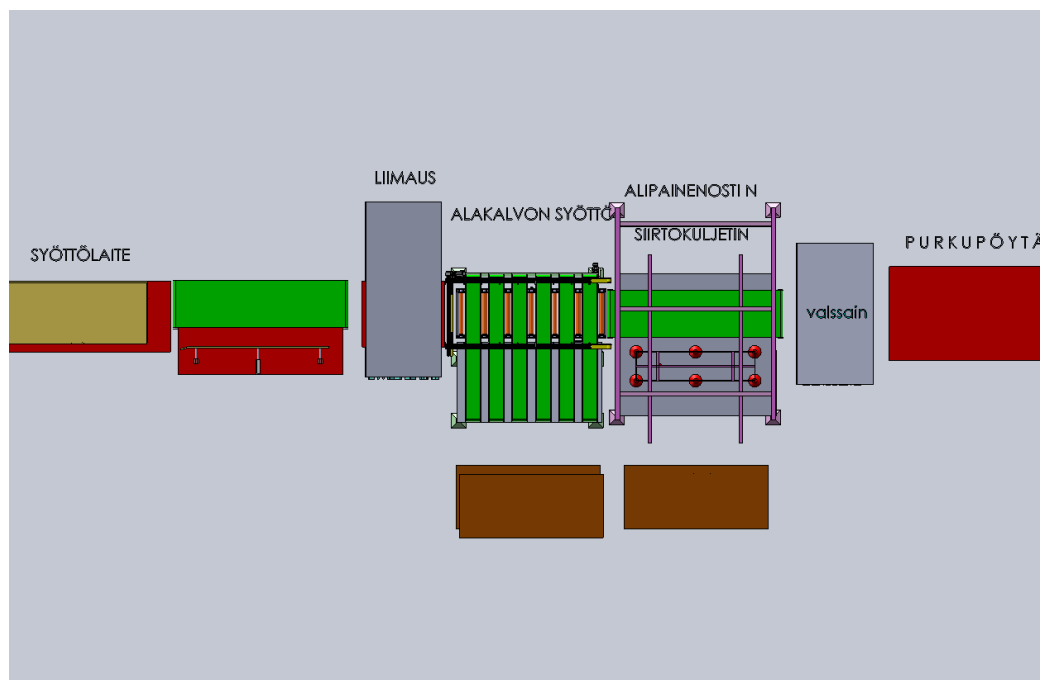 LIIMAUS
ALIPAINENOSTI N
ALAKALVON SYÖTTÖ
SIIRTOKULJETIN
SYÖTTÖLAITE
PURKUPÖYTÄ
valssain